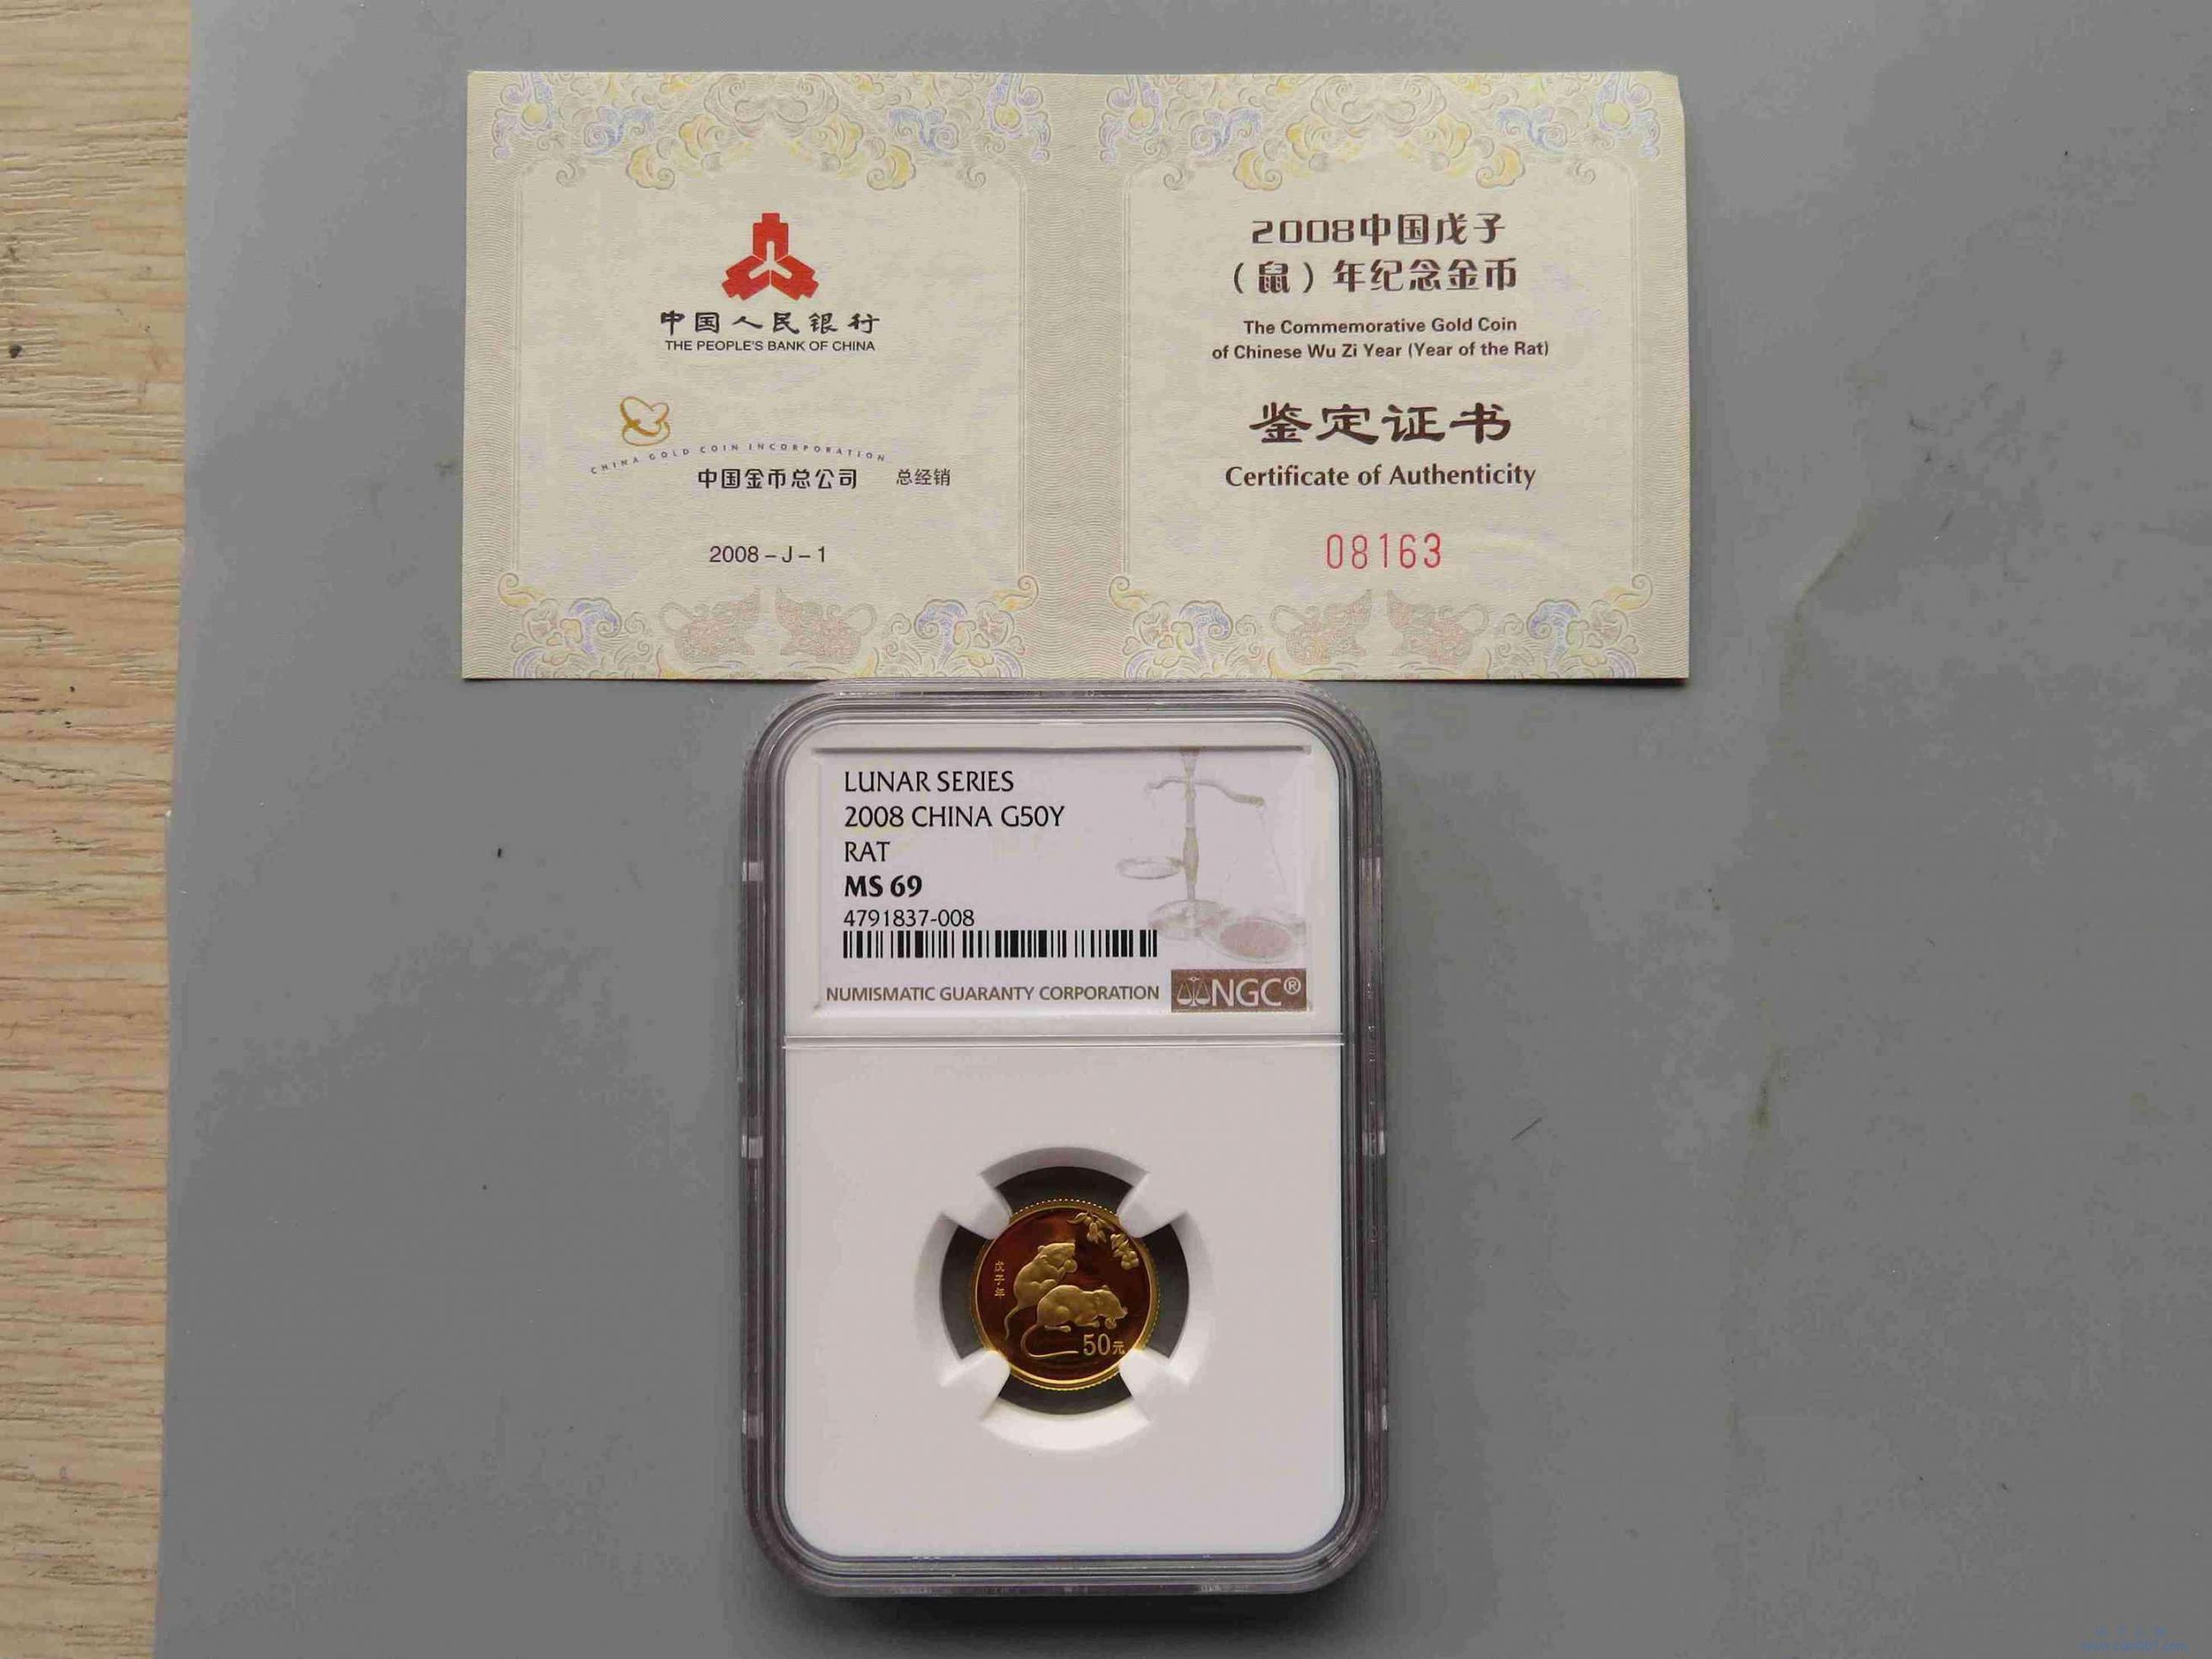 中国人民银行
THE PEOPLE'S BANK OF CHINA
CHINA GOLD COIN INCORPORATION
中国金币总公司 总经销
2008-J-1
2008中国戊子
（鼠）年纪念金币
The Commemorative Gold Coin
of Chinese Wu Zi Year (Year of the Rat)
鉴定证书
Certificate of Authenticity
08163
LUNAR SERIES
2008 CHINA G50Y
RAT
MS 69
4791837-008
NUMISMATIC GUARANTY CORPORATION NGC®
戊子年
50元